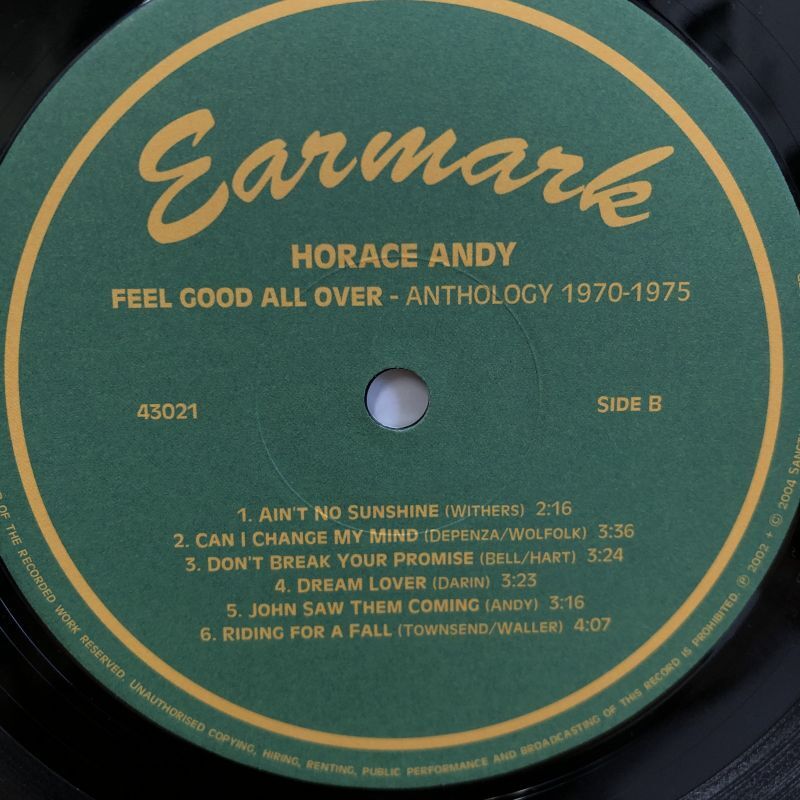 Earmark
HORACE ANDY
FEEL GOOD ALL OVER - ANTHOLOGY 1970-1975
43021
SIDE B
1. AIN'T NO SUNSHINE (WITHERS) 2:16
2. CAN I CHANGE MY MIND (DEPENZA/WOLFOLK) 3:36
3. DON'T BREAK YOUR PROMISE (BELL/HART) 3:24
4. DREAM LOVER (DARIN) 3:23
5. JOHN SAW THEM COMING (ANDY) 3:16
6. RIDING FOR A FALL (TOWNSEND/WALLER) 4:07
OF THE RECORDED WORK RESERVED. UNAUTHORISED COPYING, HIRING, RENTING, PUBLIC PERFORMANCE AND BROADCASTING OF THIS RECORD IS PROHIBITED. ℗ 2002 + © 2004